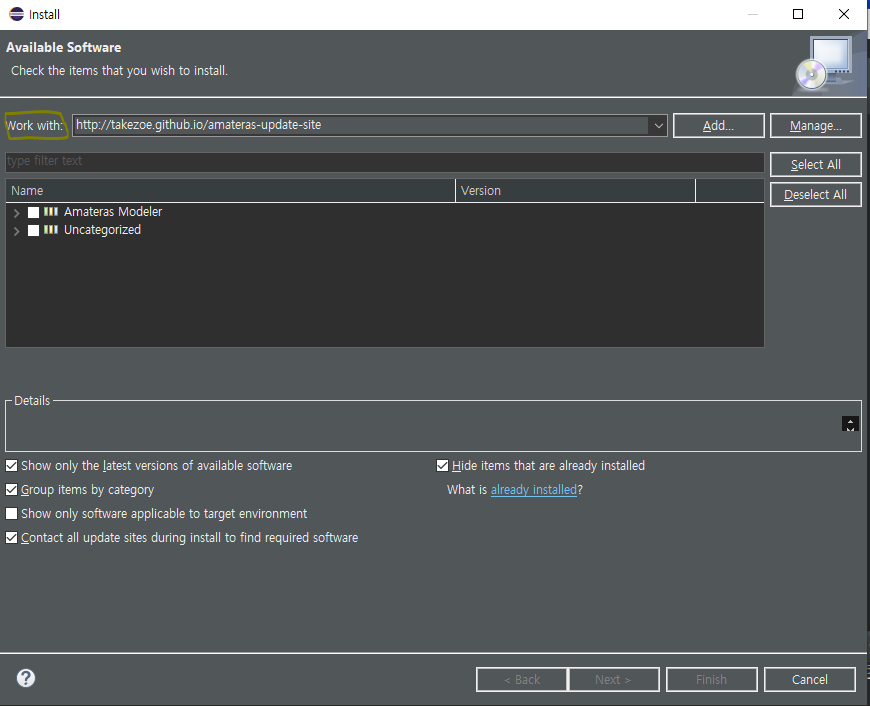 Install
Available Software
Check the items that you wish to install.
Work with: http://takezoe.github.io/amateras-update-site Add... Manage...
type filter text Select All
Name Version Deselect All
Amateras Modeler
Uncategorized
Details
Show only the latest versions of available software Hide items that are already installed
Group items by category What is already installed?
Show only software applicable to target environment
Contact all update sites during install to find required software
? < Back Next > Finish Cancel